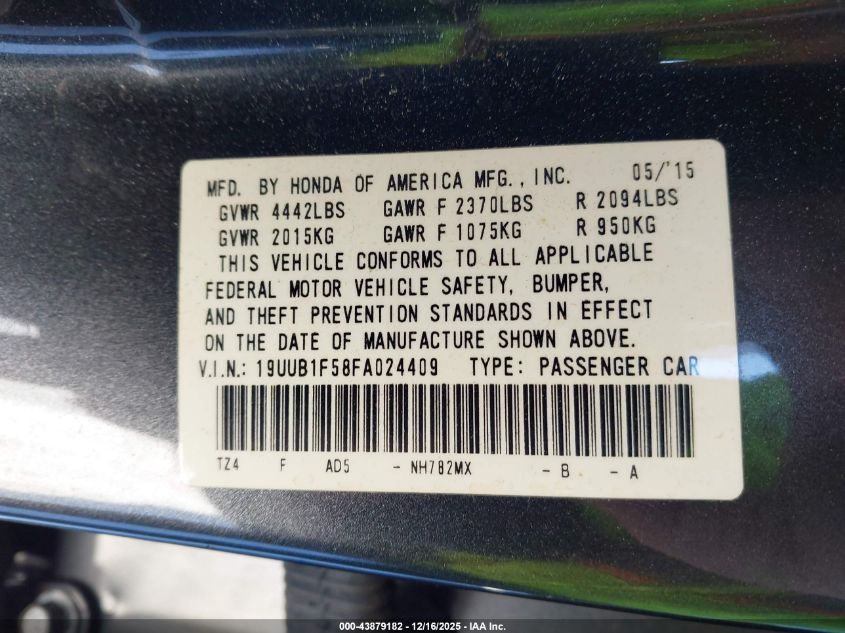 MFD. BY HONDA OF AMERICA MFG., INC. 05/'15
GVWR 4442LBS GAWR F 2370LBS R 2094LBS
GVWR 2015KG GAWR F 1075KG R 950KG
THIS VEHICLE CONFORMS TO ALL APPLICABLE
FEDERAL MOTOR VEHICLE SAFETY, BUMPER,
AND THEFT PREVENTION STANDARDS IN EFFECT
ON THE DATE OF MANUFACTURE SHOWN ABOVE.
V.I.N.: 19UUB1F58FA024409 TYPE: PASSENGER CAR
TZ4 F AD5 - NH782MX - B - A
000-43879182 - 12/16/2025 - IAA Inc.